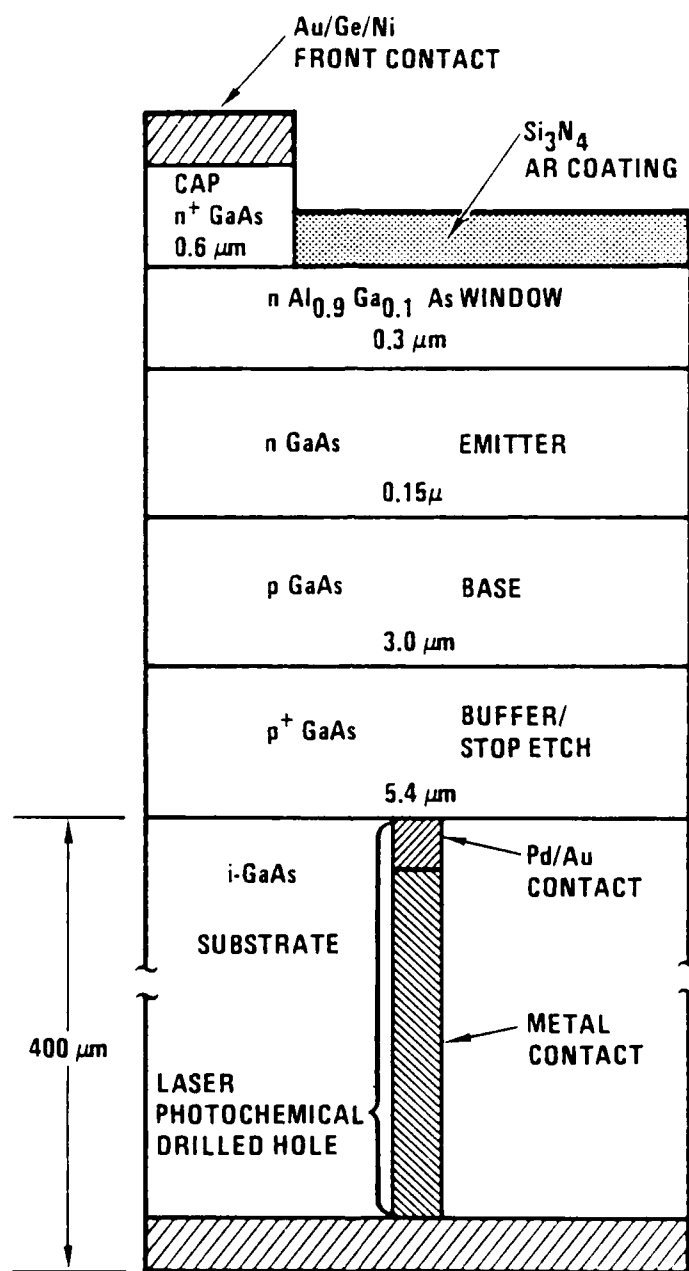 Au/Ge/Ni
FRONT CONTACT
Si₃N₄
AR COATING
CAP
n⁺ GaAs
0.6 μm
n Al₀.₉ Ga₀.₁ As WINDOW
0.3 μm
n GaAs EMITTER
0.15μ
p GaAs BASE
3.0 μm
p⁺ GaAs BUFFER/
STOP ETCH
5.4 μm
i-GaAs
SUBSTRATE
Pd/Au
CONTACT
METAL
CONTACT
400 μm
LASER
PHOTOCHEMICAL
DRILLED HOLE